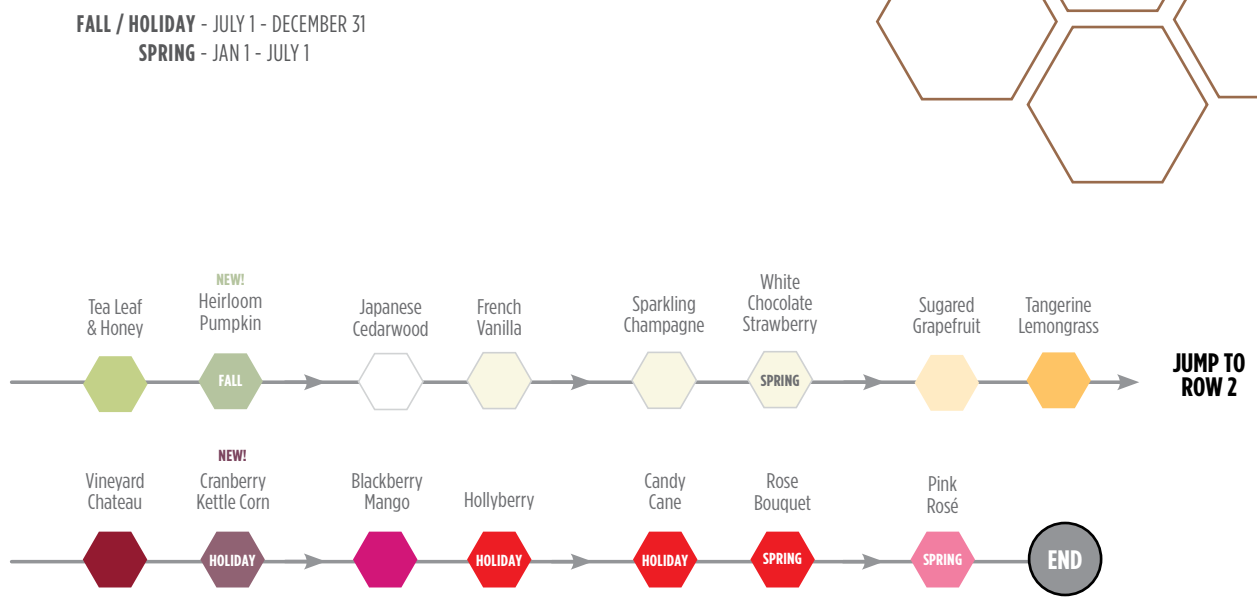 FALL / HOLIDAY - JULY 1 - DECEMBER 31
SPRING - JAN 1 - JULY 1
Tea Leaf
& Honey
NEW!
Heirloom
Pumpkin
Japanese
Cedarwood
French
Vanilla
Sparkling
Champagne
White
Chocolate
Strawberry
Sugared
Grapefruit
Tangerine
Lemongrass
FALL
SPRING
JUMP TO
ROW 2
Vineyard
Chateau
NEW!
Cranberry
Kettle Corn
Blackberry
Mango
Hollyberry
Candy
Cane
Rose
Bouquet
Pink
Rosé
HOLIDAY
HOLIDAY
HOLIDAY
SPRING
SPRING
END